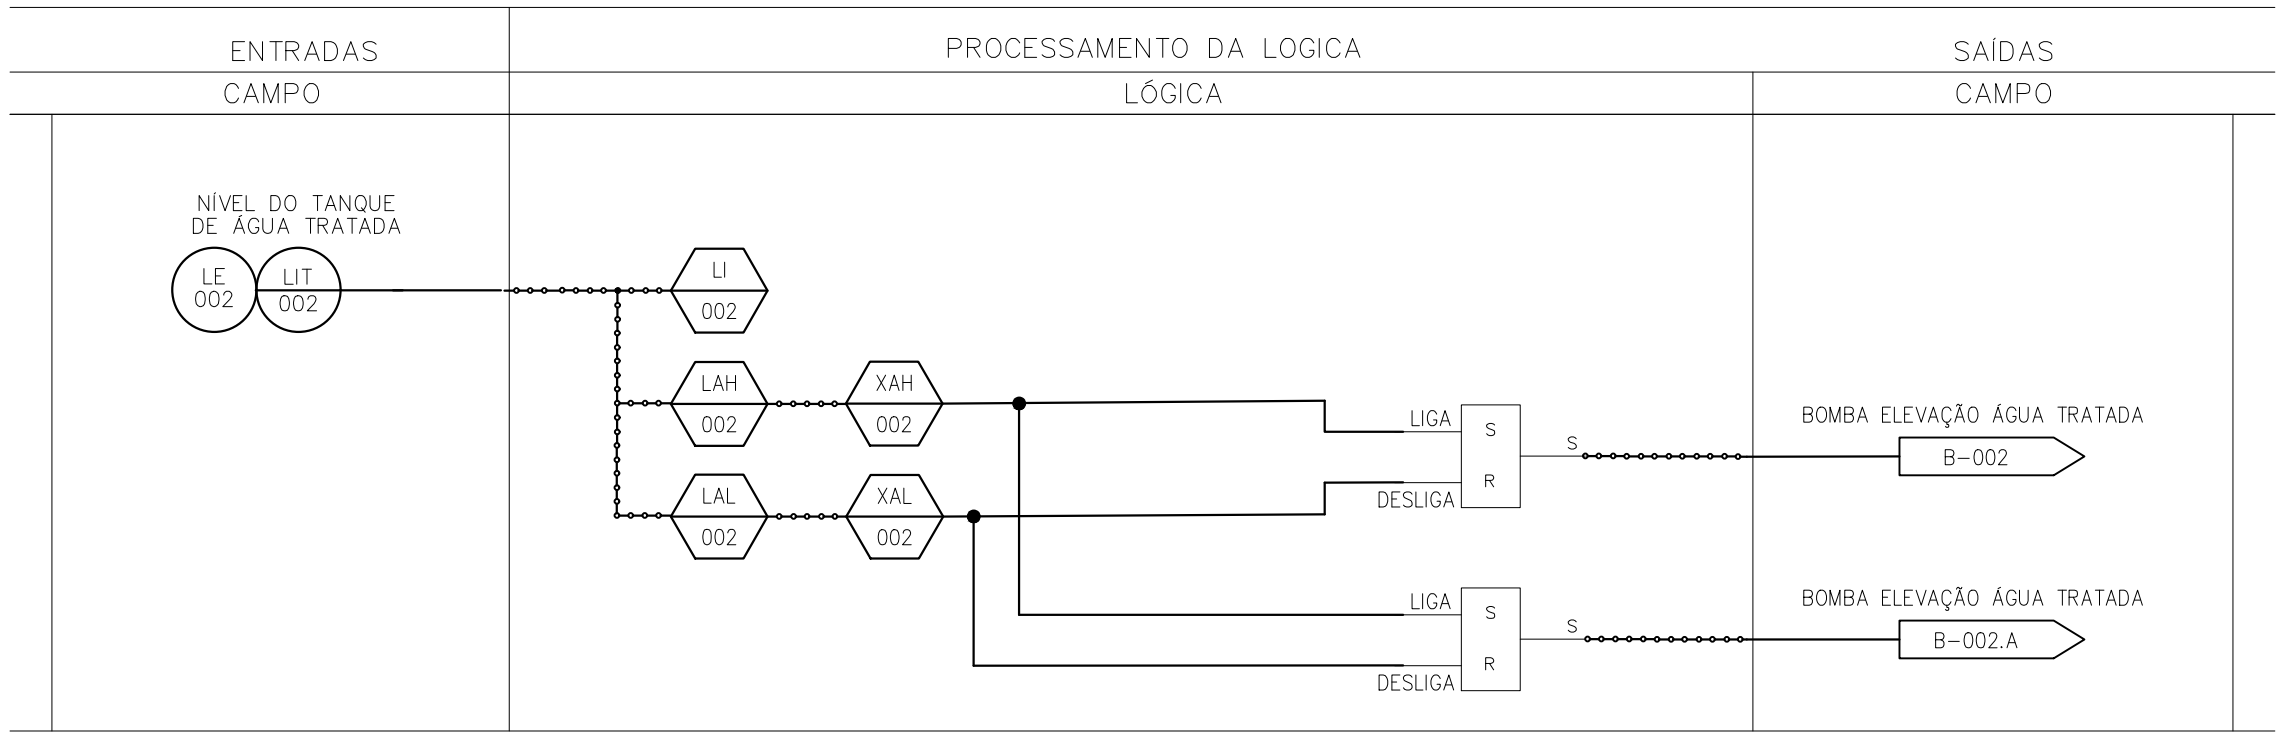 ENTRADAS
PROCESSAMENTO DA LOGICA
SAÍDAS
CAMPO
LÓGICA
CAMPO
NÍVEL DO TANQUE
DE ÁGUA TRATADA
LE
002
LIT
002
LI
002
LAH
002
XAH
002
LAL
002
XAL
002
LIGA
S
R
DESLIGA
S
BOMBA ELEVAÇÃO ÁGUA TRATADA
B-002
LIGA
S
R
DESLIGA
S
BOMBA ELEVAÇÃO ÁGUA TRATADA
B-002.A